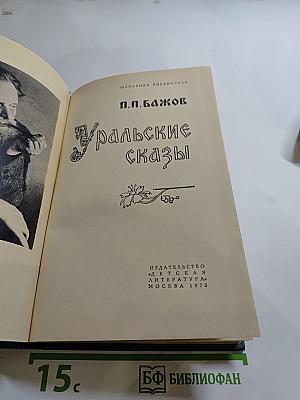 ШКОЛЬНАЯ БИБЛИОТЕКА
П.П.БАЖОВ
Уральские
сказы
ИЗДАТЕЛЬСТВО
«ДЕТСКАЯ
ЛИТЕРАТУРА»
МОСКВА 1970
15с
БФ БИБЛИОФАН